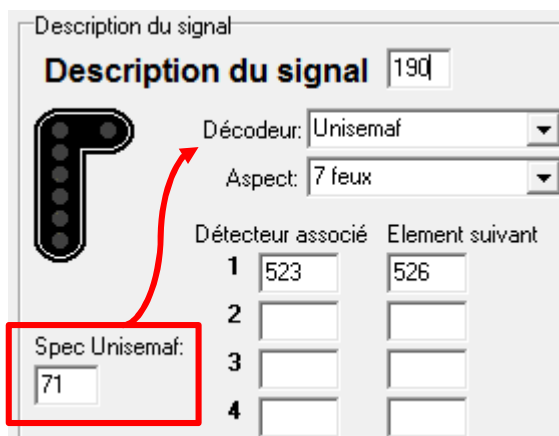 Description du signal
Description du signal 190
Décodeur: Unisemaf
Aspect: 7 feux
Détecteur associé Element suivant
1 523 526
2
Spec Unisemaf:
3
71
4